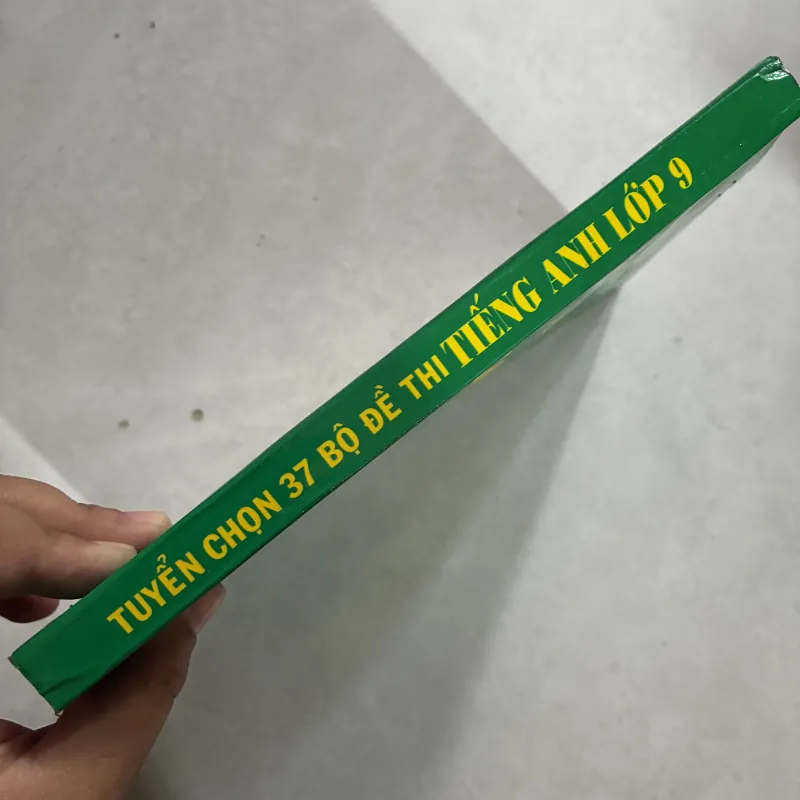 TUYỂN CHỌN 37 BỘ ĐỀ THI TIẾNG ANH LỚP 9